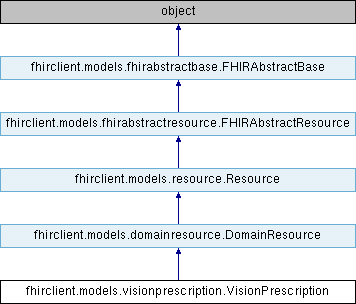 object
fhirclient.models.fhirabstractbase.FHIRAbstractBase
fhirclient.models.fhirabstractresource.FHIRAbstractResource
fhirclient.models.resource.Resource
fhirclient.models.domainresource.DomainResource
fhirclient.models.visionprescription.VisionPrescription